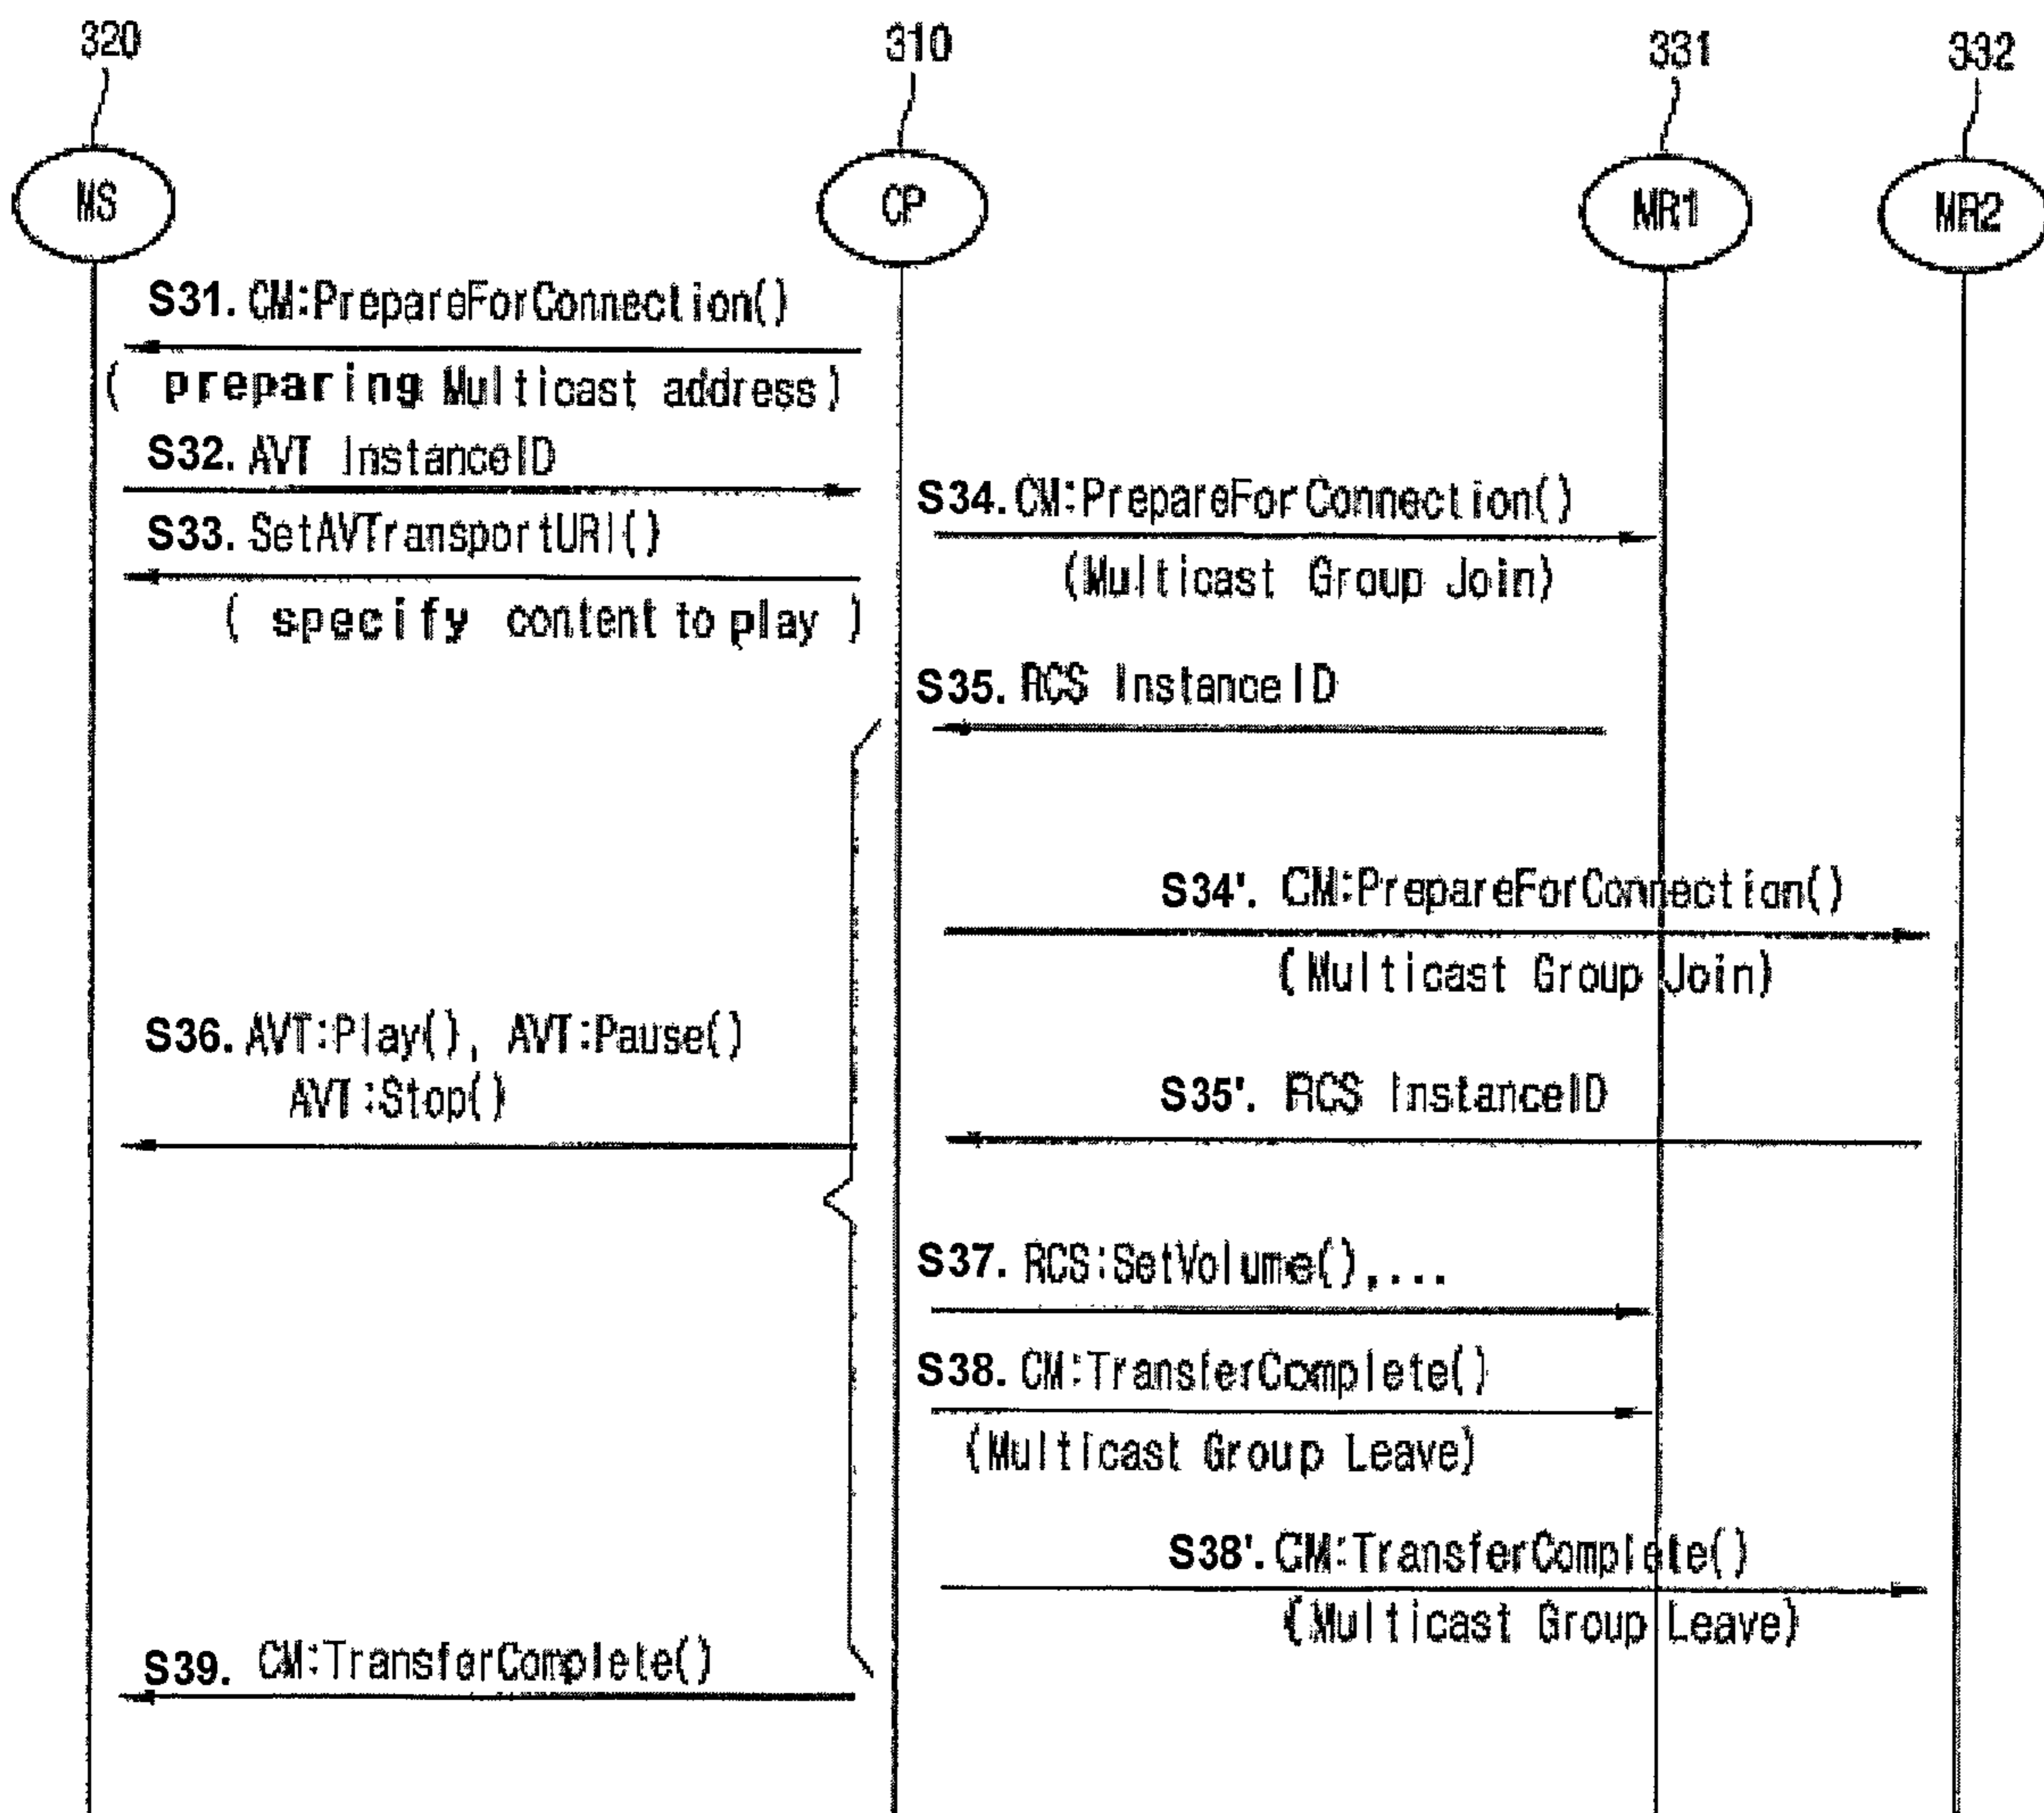 320
310
331
332
MS
CP
MR1
MR2
S31. CM:PrepareForConnection()
( preparing Multicast address)
S32. AVT InstanceID
S33. SetAVTransportURI()
( specify content to play )
S34. CM:PrepareForConnection()
(Multicast Group Join)
S35. RCS InstanceID
S34'. CM:PrepareForConnection()
(Multicast Group Join)
S36. AVT:Play(), AVT:Pause()
AVT:Stop()
S35'. RCS InstanceID
S37. RCS:SetVolume(),...
S38. CM:TransferComplete()
(Multicast Group Leave)
S38'. CM:TransferComplete()
(Multicast Group Leave)
S39. CM:TransferComplete()